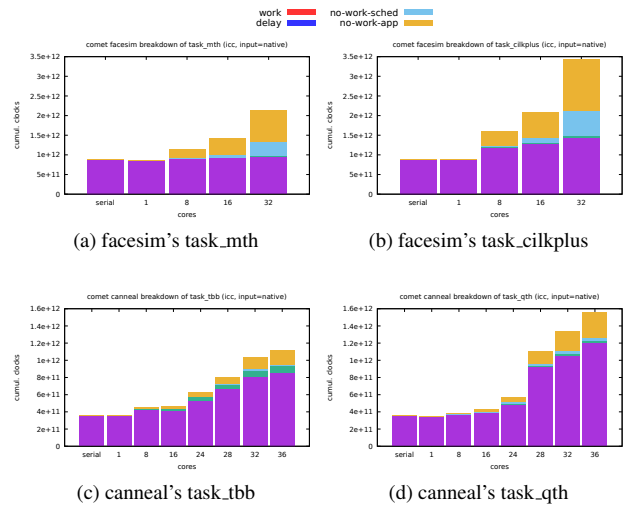 work
delay
no-work-sched
no-work-app
comet facesim breakdown of task_mth (icc, input=native)
3.5e+12
3e+12
2.5e+12
2e+12
1.5e+12
1e+12
5e+11
0
cumul. clocks
serial 1 8 16 32
cores
(a) facesim's task_mth
comet facesim breakdown of task_cilkplus (icc, input=native)
3.5e+12
3e+12
2.5e+12
2e+12
1.5e+12
1e+12
5e+11
0
cumul. clocks
serial 1 8 16 32
cores
(b) facesim's task_cilkplus
comet canneal breakdown of task_tbb (icc, input=native)
1.6e+12
1.4e+12
1.2e+12
1e+12
8e+11
6e+11
4e+11
2e+11
0
cumul. clocks
serial 1 8 16 24 28 32 36
cores
(c) canneal's task_tbb
comet canneal breakdown of task_qth (icc, input=native)
1.6e+12
1.4e+12
1.2e+12
1e+12
8e+11
6e+11
4e+11
2e+11
0
cumul. clocks
serial 1 8 16 24 28 32 36
cores
(d) canneal's task_qth